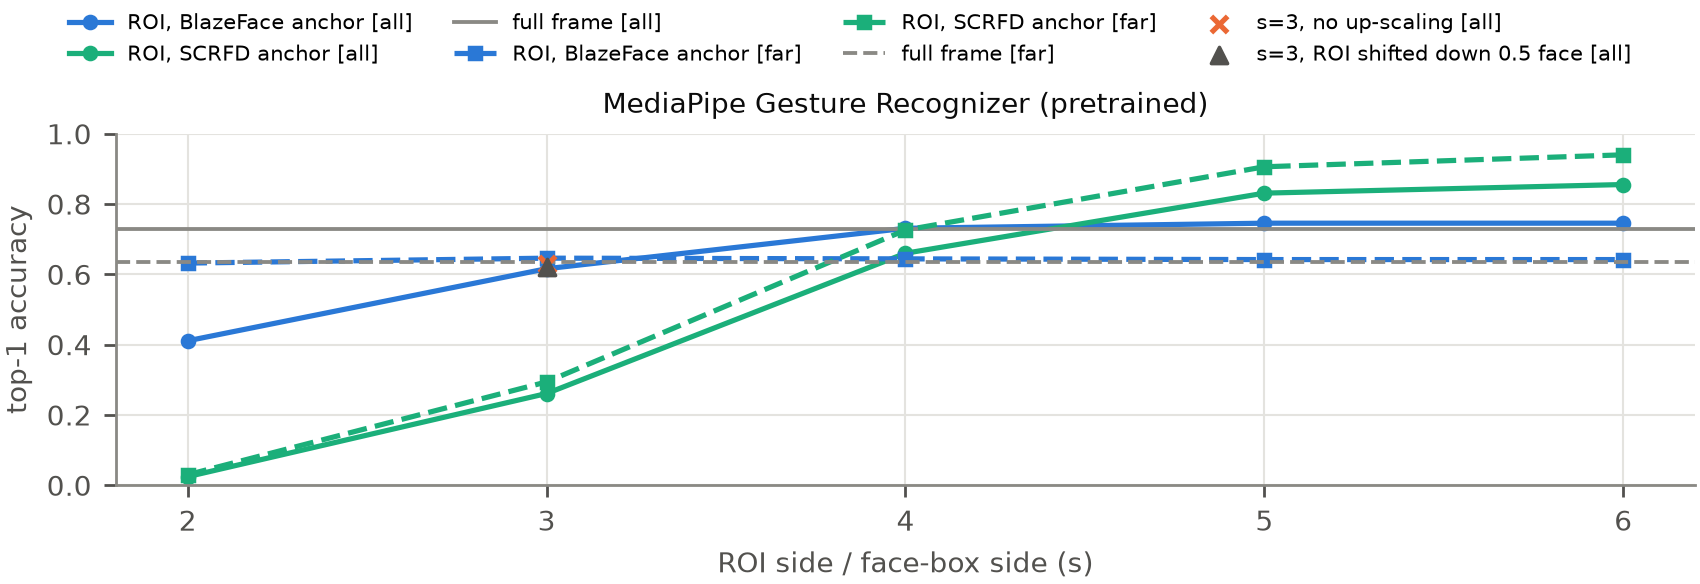 ROI, BlazeFace anchor [all]
ROI, SCRFD anchor [all]
full frame [all]
ROI, BlazeFace anchor [far]
ROI, SCRFD anchor [far]
full frame [far]
s=3, no up-scaling [all]
s=3, ROI shifted down 0.5 face [all]
MediaPipe Gesture Recognizer (pretrained)
top-1 accuracy
1.0
0.8
0.6
0.4
0.2
0.0
2
3
4
5
6
ROI side / face-box side (s)